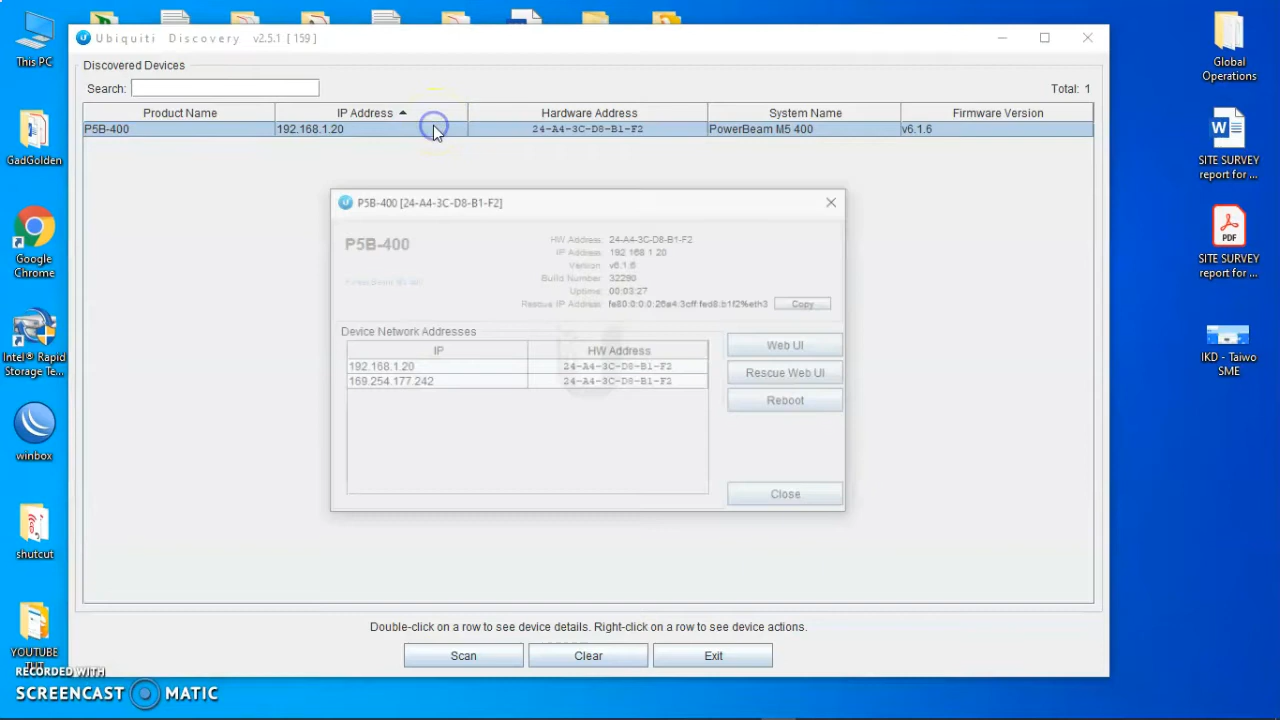 This PC
GadGolden
Google
Chrome
Intel® Rapid
Storage Te...
winbox
shutcut
YOUTUBE
TUT
RECORDED WITH
SCREENCAST MATIC
Ubiquiti Discovery v2.5.1 [ 159 ]
Discovered Devices
Search:
Total: 1
Product Name IP Address Hardware Address System Name Firmware Version
P5B-400 192.168.1.20 24-A4-3C-D8-B1-F2 PowerBeam M5 400 v6.1.6
P5B-400 [24-A4-3C-D8-B1-F2]
P5B-400
PowerBeam M5 400
HW Address: 24-A4-3C-D8-B1-F2
IP Address: 192.168.1.20
Version: v6.1.6
Build Number: 32290
Uptime: 00:03:27
Rescue IP Address: fe80:0:0:0:26a4:3cff:fed8:b1f2%eth3 Copy
Device Network Addresses
IP HW Address
192.168.1.20 24-A4-3C-D8-B1-F2
169.254.177.242 24-A4-3C-D8-B1-F2
Web UI
Rescue Web UI
Reboot
Close
Double-click on a row to see device details. Right-click on a row to see device actions.
Scan Clear Exit
Global
Operations
SITE SURVEY
report for ...
PDF
SITE SURVEY
report for ...
IKD - Taiwo
SME